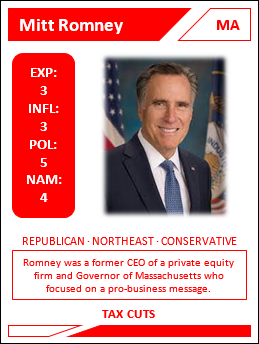 Mitt Romney
MA
EXP:
3
INFL:
3
POL:
5
NAM:
4
REPUBLICAN · NORTHEAST · CONSERVATIVE
Romney was a former CEO of a private equity
firm and Governor of Massachusetts who
focused on a pro-business message.
TAX CUTS